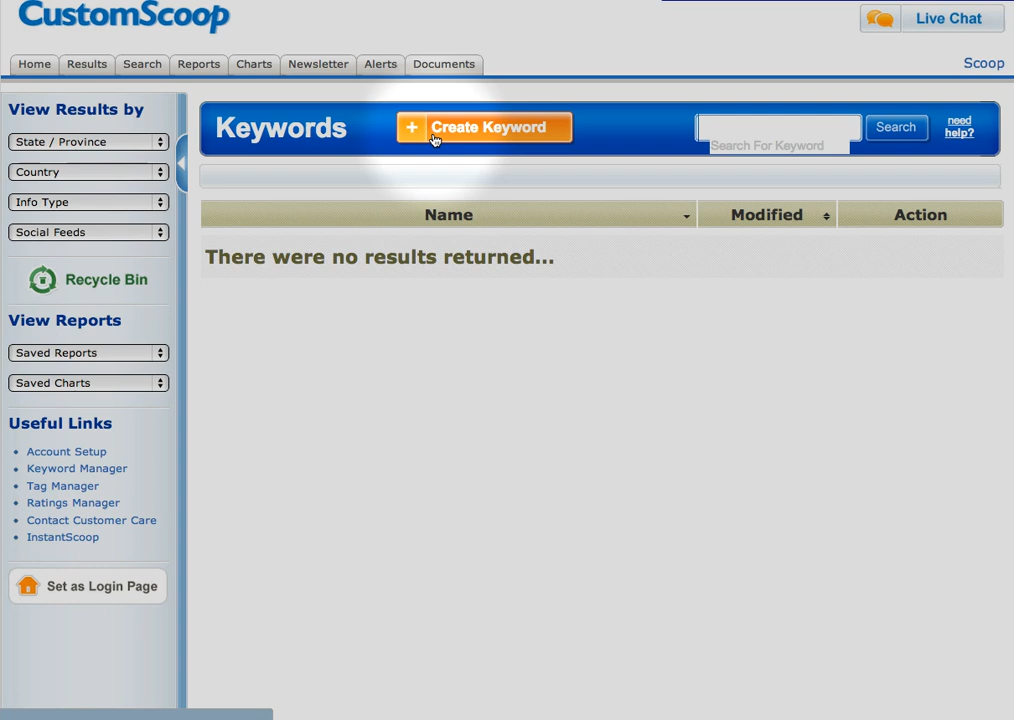 CustomScoop
Live Chat
Home Results Search Reports Charts Newsletter Alerts Documents
Scoop
View Results by
State / Province
Country
Info Type
Social Feeds
Recycle Bin
View Reports
Saved Reports
Saved Charts
Useful Links
• Account Setup
• Keyword Manager
• Tag Manager
• Ratings Manager
• Contact Customer Care
• InstantScoop
Set as Login Page
Keywords
+ Create Keyword
Search For Keyword
Search
need
help?
Name Modified Action
There were no results returned...